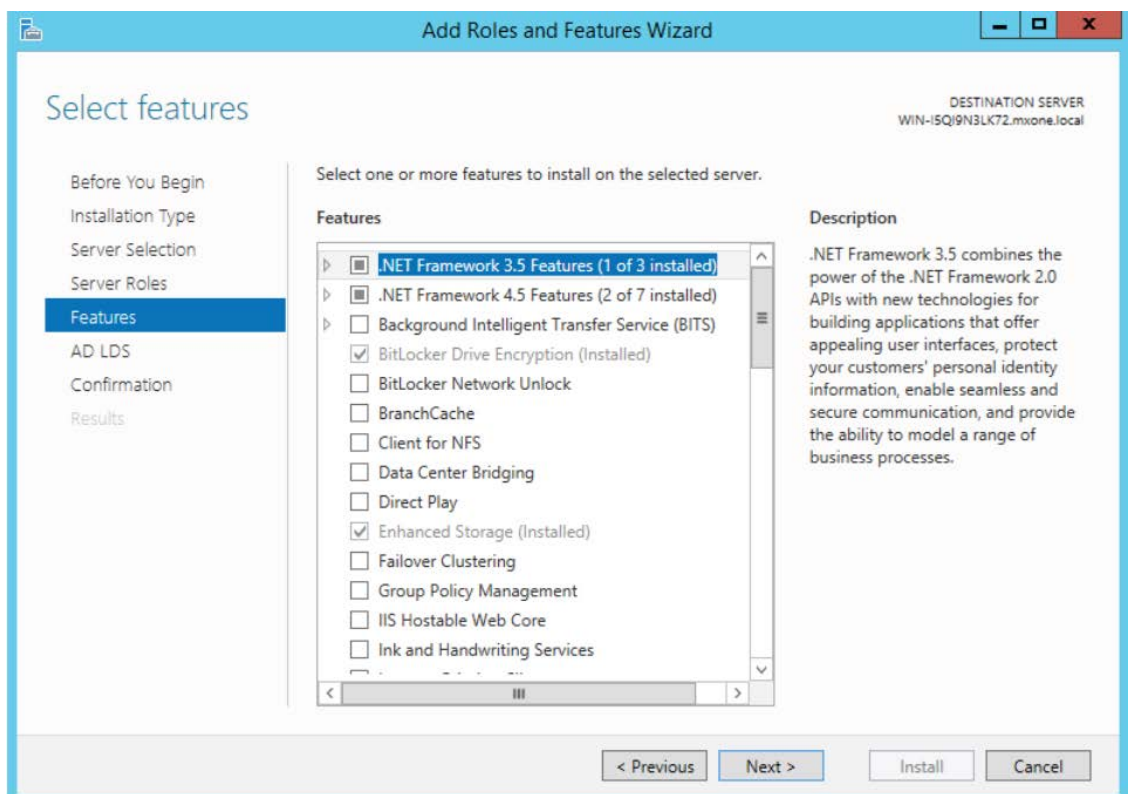 Add Roles and Features Wizard
Select features
DESTINATION SERVER
WIN-I5QI9N3LK72.mxone.local
Before You Begin
Installation Type
Server Selection
Server Roles
Features
AD LDS
Confirmation
Results
Select one or more features to install on the selected server.
Features
.NET Framework 3.5 Features (1 of 3 installed)
.NET Framework 4.5 Features (2 of 7 installed)
Background Intelligent Transfer Service (BITS)
BitLocker Drive Encryption (Installed)
BitLocker Network Unlock
BranchCache
Client for NFS
Data Center Bridging
Direct Play
Enhanced Storage (Installed)
Failover Clustering
Group Policy Management
IIS Hostable Web Core
Ink and Handwriting Services
Description
.NET Framework 3.5 combines the
power of the .NET Framework 2.0
APIs with new technologies for
building applications that offer
appealing user interfaces, protect
your customers' personal identity
information, enable seamless and
secure communication, and provide
the ability to model a range of
business processes.
< Previous
Next >
Install
Cancel